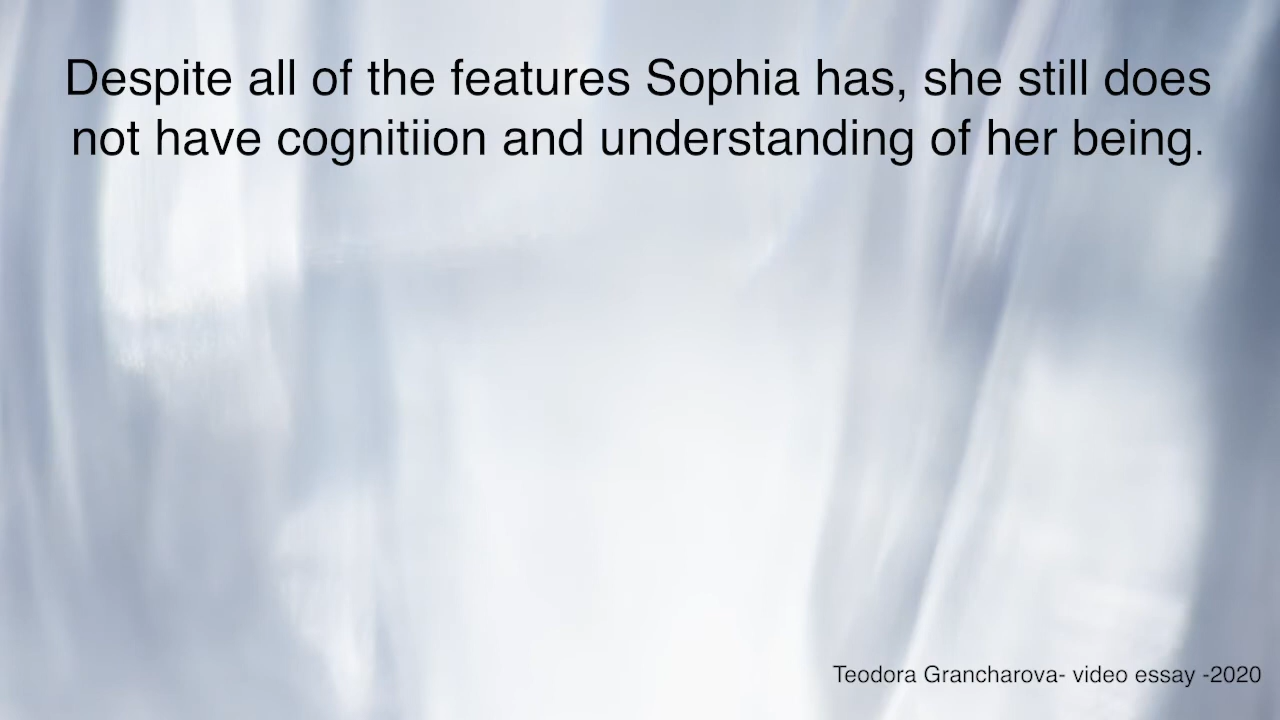 Despite all of the features Sophia has, she still does
not have cognitiion and understanding of her being.
Teodora Grancharova- video essay -2020